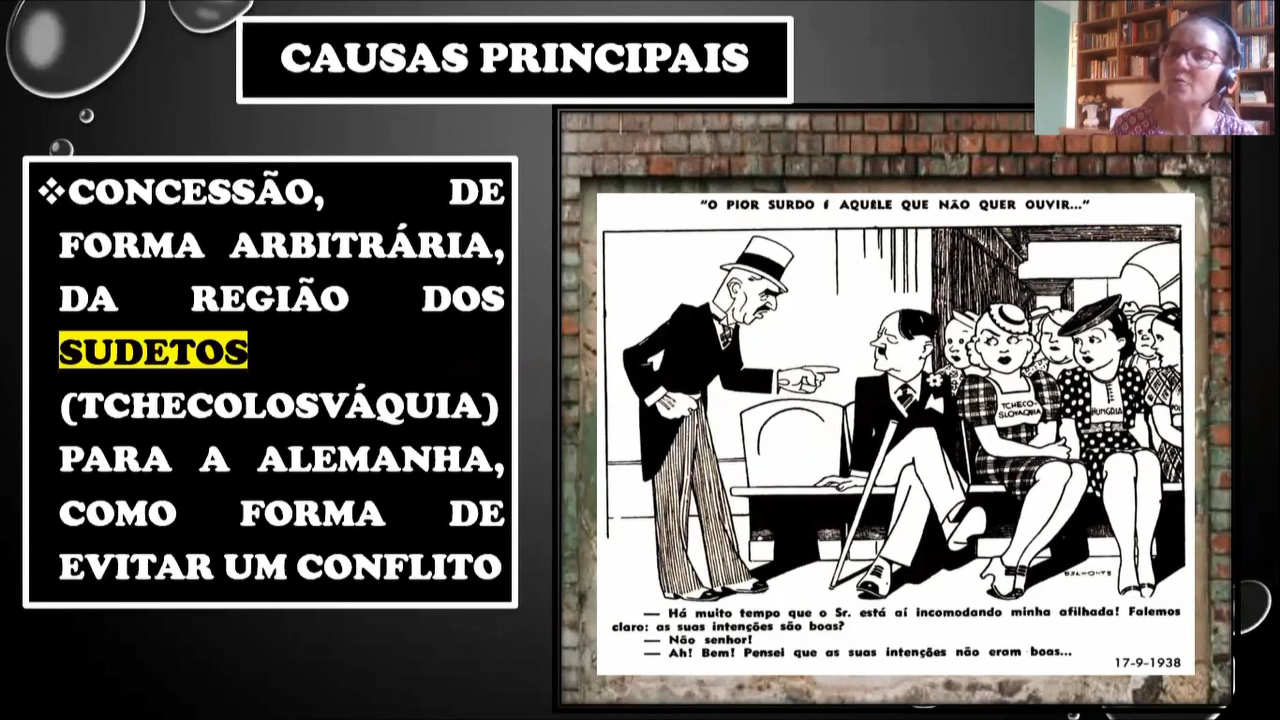 CAUSAS PRINCIPAIS
❖CONCESSÃO, DE
FORMA ARBITRÁRIA,
DA REGIÃO DOS
SUDETOS
(TCHECOLOSVÁQUIA)
PARA A ALEMANHA,
COMO FORMA DE
EVITAR UM CONFLITO
"O PIOR SURDO É AQUÊLE QUE NÃO QUER OUVIR..."
TCHECO-
SLOVAQUIA
HUNGRIA
BELMONTE
— Há muito tempo que o Sr. está aí incomodando minha afilhada! Falemos
claro: as suas intenções são boas?
— Não senhor!
— Ah! Bem! Pensei que as suas intenções não eram boas...
17-9-1938